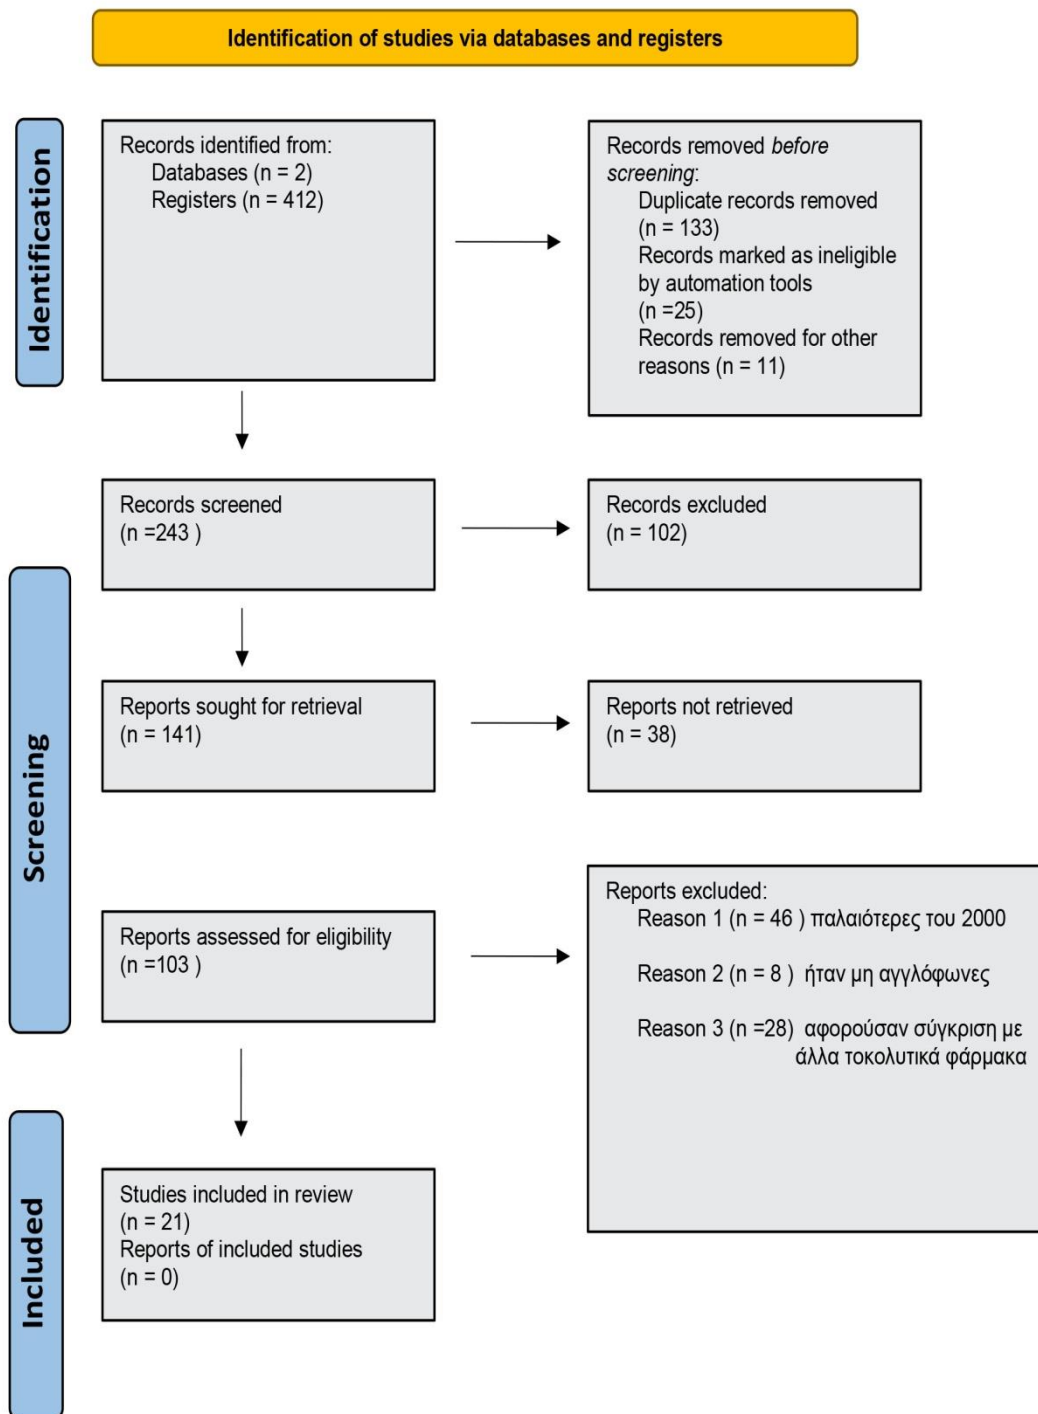 Identification of studies via databases and registers
Identification
Records identified from:
Databases (n = 2)
Registers (n = 412)
Records removed before
screening:
Duplicate records removed
(n = 133)
Records marked as ineligible
by automation tools
(n =25)
Records removed for other
reasons (n = 11)
Screening
Records screened
(n =243 )
Records excluded
(n = 102)
Reports sought for retrieval
(n = 141)
Reports not retrieved
(n = 38)
Reports assessed for eligibility
(n =103 )
Reports excluded:
Reason 1 (n = 46 ) παλαιότερες του 2000
Reason 2 (n = 8 ) ήταν μη αγγλόφωνες
Reason 3 (n =28) αφορούσαν σύγκριση με
άλλα τοκολυτικά φάρμακα
Included
Studies included in review
(n = 21)
Reports of included studies
(n = 0)